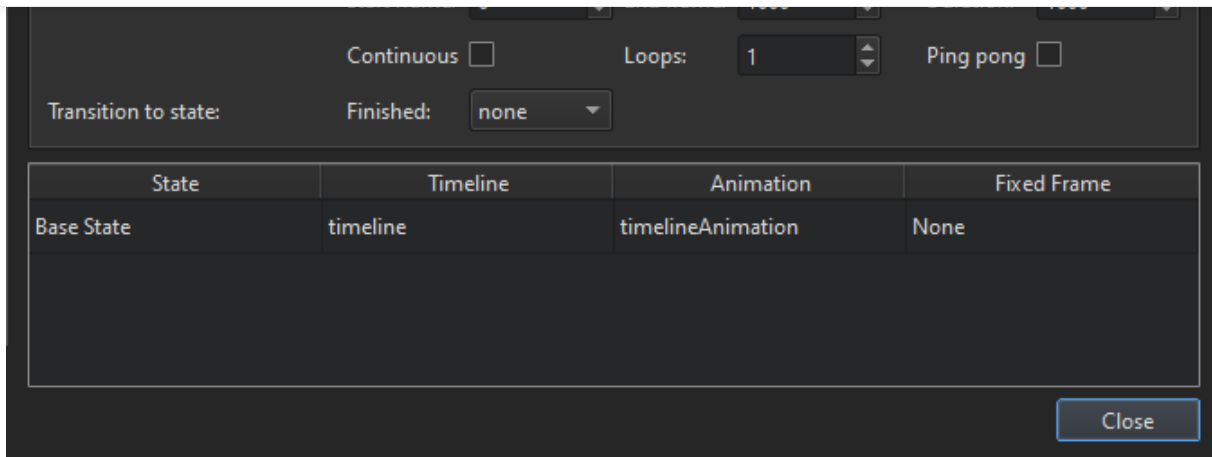 Continuous Loops: 1 Ping pong
Transition to state: Finished: none
State Timeline Animation Fixed Frame
Base State timeline timelineAnimation None
Close